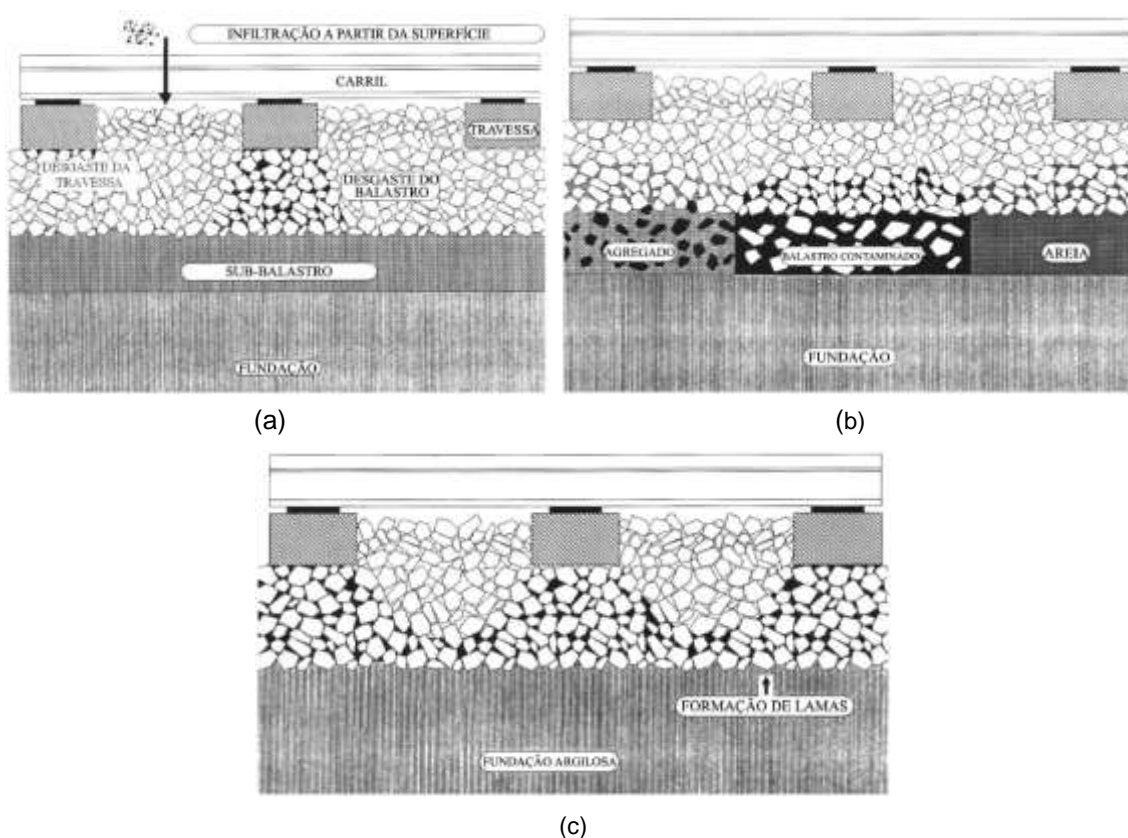 INFILTRAÇÃO A PARTIR DA SUPERFÍCIE
CARRIL
TRAVESSA
DESGASTE DA
TRAVESSA
DESGASTE DO
BALASTRO
SUB-BALASTRO
FUNDAÇÃO
(a)
AGREGADO
BALASTRO CONTAMINADO
AREIA
FUNDAÇÃO
(b)
FORMAÇÃO DE LAMAS
FUNDAÇÃO ARGILOSA
(c)